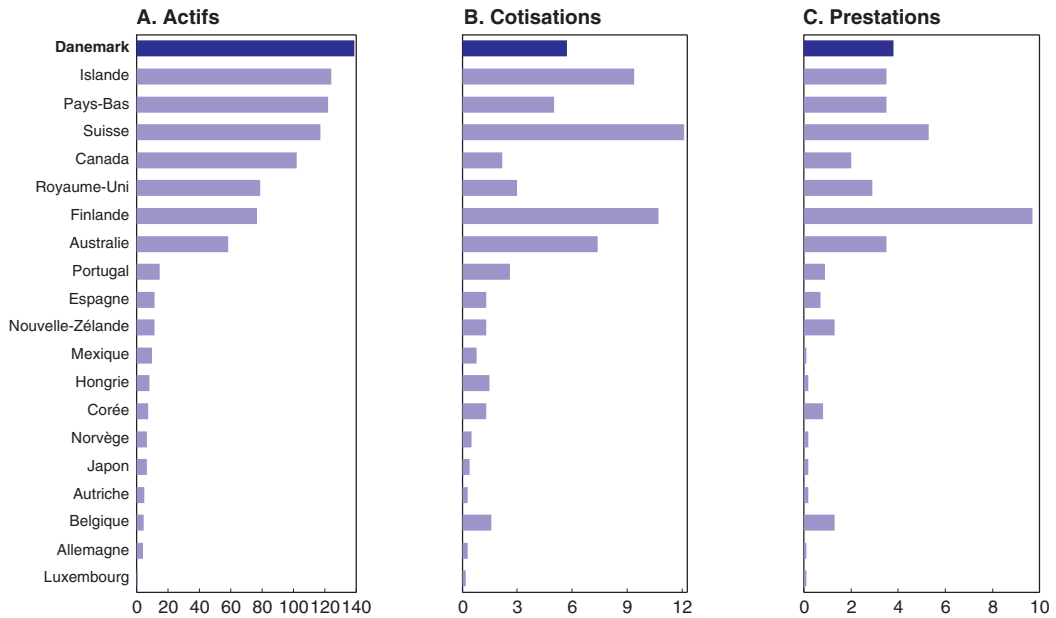 A. Actifs
B. Cotisations
C. Prestations
Danemark
Islande
Pays-Bas
Suisse
Canada
Royaume-Uni
Finlande
Australie
Portugal
Espagne
Nouvelle-Zélande
Mexique
Hongrie
Corée
Norvège
Japon
Autriche
Belgique
Allemagne
Luxembourg
0 20 40 60 80 100 120 140
0 3 6 9 12
0 2 4 6 8 10